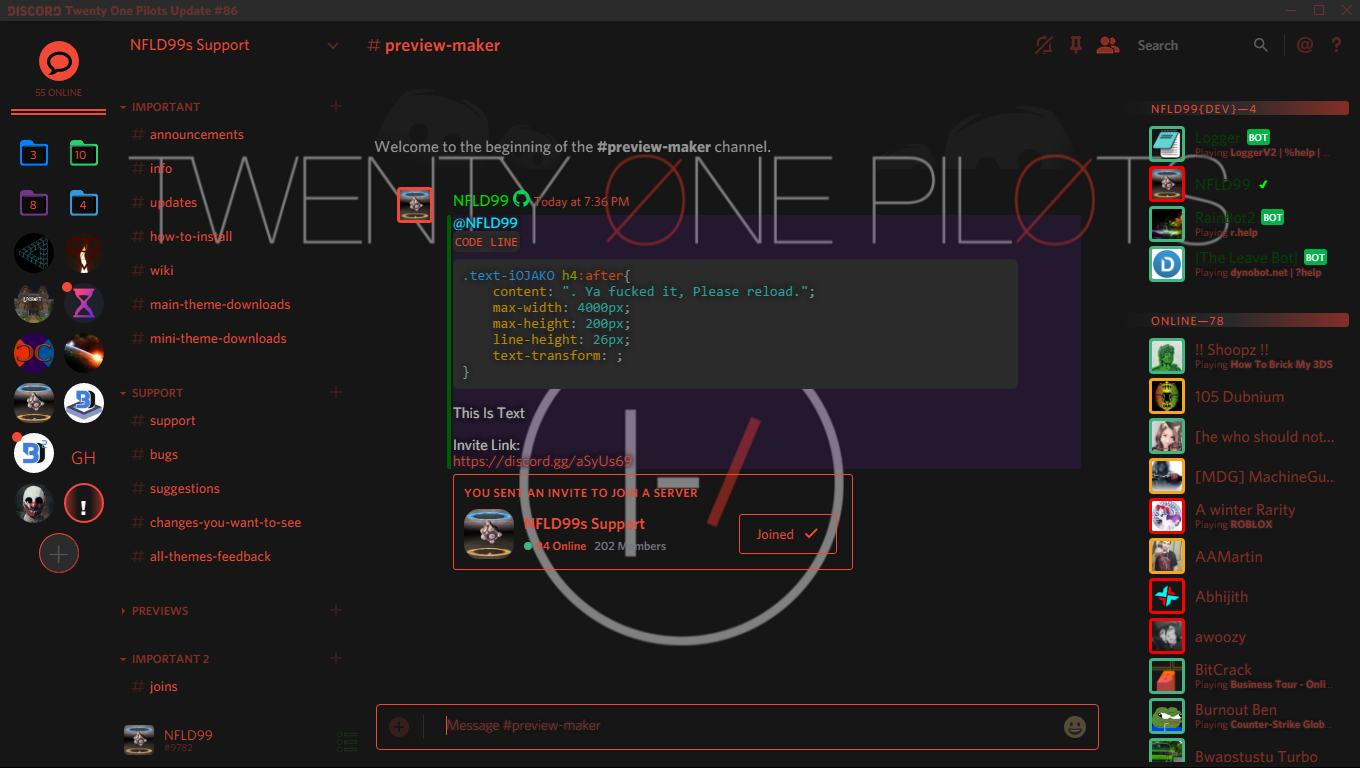 DISCORD Twenty One Pilots Update #86
55 ONLINE
3
10
8
4
GH
NFLD99s Support
IMPORTANT
# announcements
# info
# updates
# how-to-install
# wiki
# main-theme-downloads
# mini-theme-downloads
SUPPORT
# support
# bugs
# suggestions
# changes-you-want-to-see
# all-themes-feedback
PREVIEWS
IMPORTANT 2
# joins
NFLD99
#9782
# preview-maker
Search
@ ?
Welcome to the beginning of the #preview-maker channel.
TWENTY ØNE PILØTS
NFLD99 Today at 7:36 PM
@NFLD99
CODE LINE
.text-iOJAKO h4:after{
content: ". Ya fucked it, Please reload.";
max-width: 4000px;
max-height: 200px;
line-height: 26px;
text-transform: ;
}
This Is Text
Invite Link:
https://discord.gg/aSyUs69
YOU SENT AN INVITE TO JOIN A SERVER
NFLD99s Support
94 Online 202 Members
Joined
Message #preview-maker
NFLD99{DEV}—4
Logger BOT
Playing LoggerV2 | %help | ...
NFLD99
RainBot2 BOT
Playing r.help
[The Leave Bot] BOT
Playing dynobot.net | ?help
ONLINE—78
!! Shoopz !!
Playing How To Brick My 3DS
105 Dubnium
[he who should not...
[MDG] MachineGu...
A winter Rarity
Playing ROBLOX
AAMartin
Abhijith
awoozy
BitCrack
Playing Business Tour - Onli...
Burnout Ben
Playing Counter-Strike Glob...
Bwapstustu Turbo